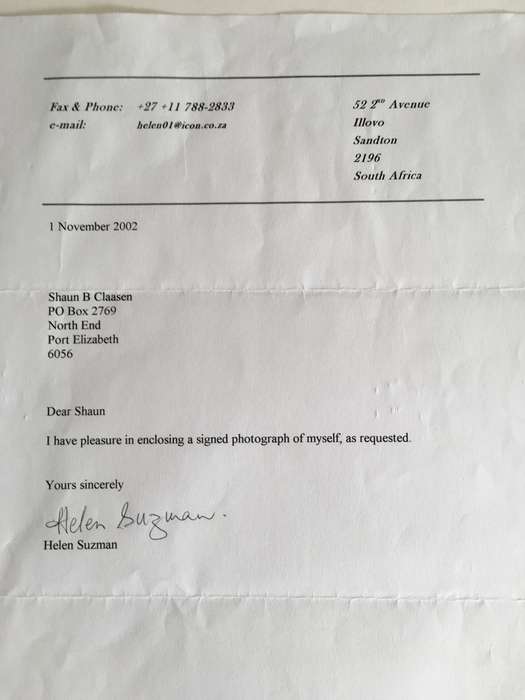 Fax & Phone: +27 +11 788-2833
e-mail: helen01@icon.co.za
52 2ND Avenue
Illovo
Sandton
2196
South Africa
1 November 2002
Shaun B Claasen
PO Box 2769
North End
Port Elizabeth
6056
Dear Shaun
I have pleasure in enclosing a signed photograph of myself, as requested.
Yours sincerely
Helen Suzman.
Helen Suzman